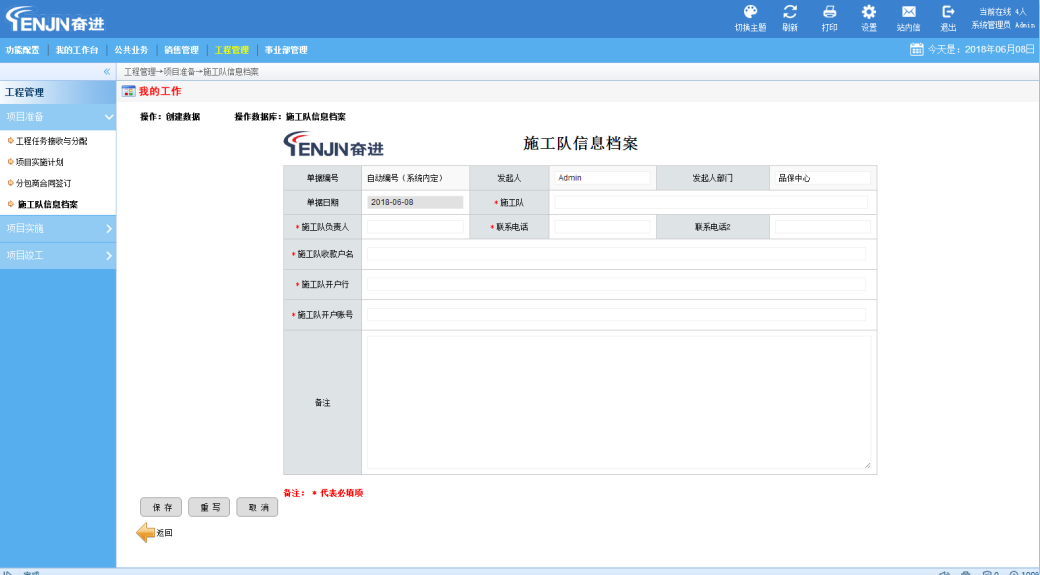 TENJIN奋进
切换主题 刷新 打印 设置 站内信 退出
当前在线 4人
系统管理员 Admin
功能配置 我的工作台 公共业务 销售管理 工程管理 事业部管理
今天是：2018年06月08日
« 工程管理→项目准备→施工队信息档案
工程管理
我的工作
项目准备
操作：创建数据 操作数据库：施工队信息档案
工程任务接收与分配
项目实施计划
分包商合同签订
施工队信息档案
项目实施
项目竣工
TENJIN奋进
施工队信息档案
单据编号 自动编号（系统内定） 发起人 Admin 发起人部门 品保中心
单据日期 2018-06-08 * 施工队
* 施工队负责人 * 联系电话 联系电话2
* 施工队收款户名
* 施工队开户行
* 施工队开户账号
备注
备注： * 代表必填项
保 存 重 写 取 消
返回